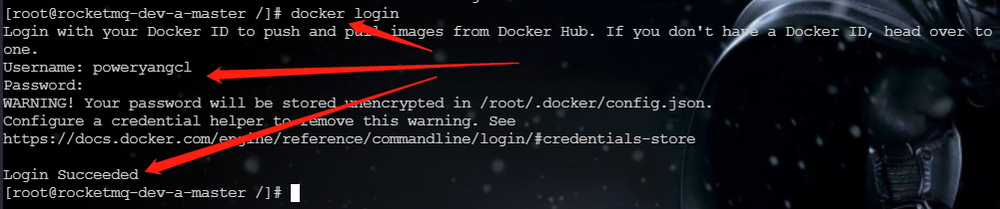 [root@rocketmq-dev-a-master /]# docker login
Login with your Docker ID to push and pull images from Docker Hub. If you don't have a Docker ID, head over to
one.
Username: poweryangcl
Password:
WARNING! Your password will be stored unencrypted in /root/.docker/config.json.
Configure a credential helper to remove this warning. See
https://docs.docker.com/engine/reference/commandline/login/#credentials-store
Login Succeeded
[root@rocketmq-dev-a-master /]#